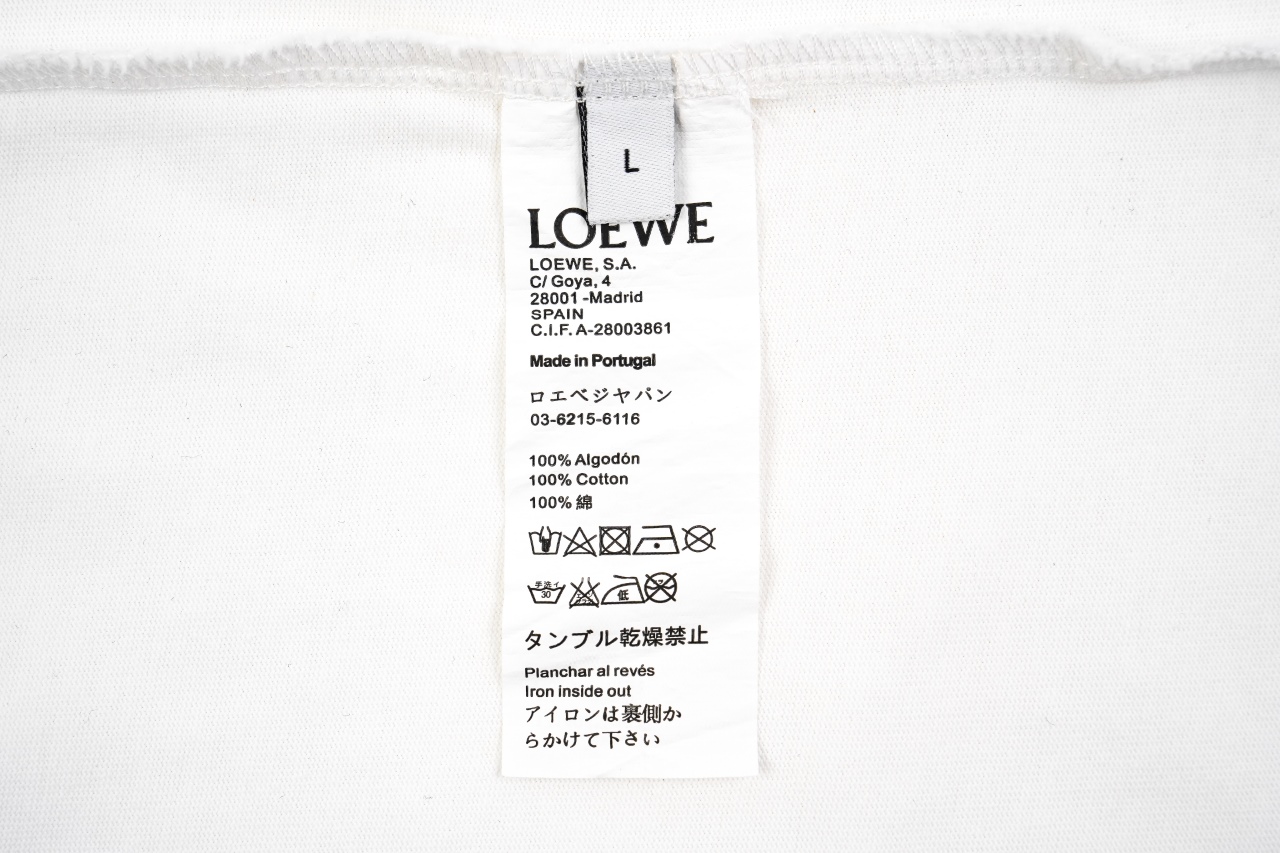 L
LOEWE
LOEWE, S.A.
C/ Goya, 4
28001 -Madrid
SPAIN
C.I.F. A-28003861
Made in Portugal
ロエベジヤパン
03-6215-6116
100% Algodón
100% Cotton
100% 綿
手洗イ
30
低
タンブル乾燥禁止
Planchar al revés
Iron inside out
アイロンは裏側か
らかけて下さい